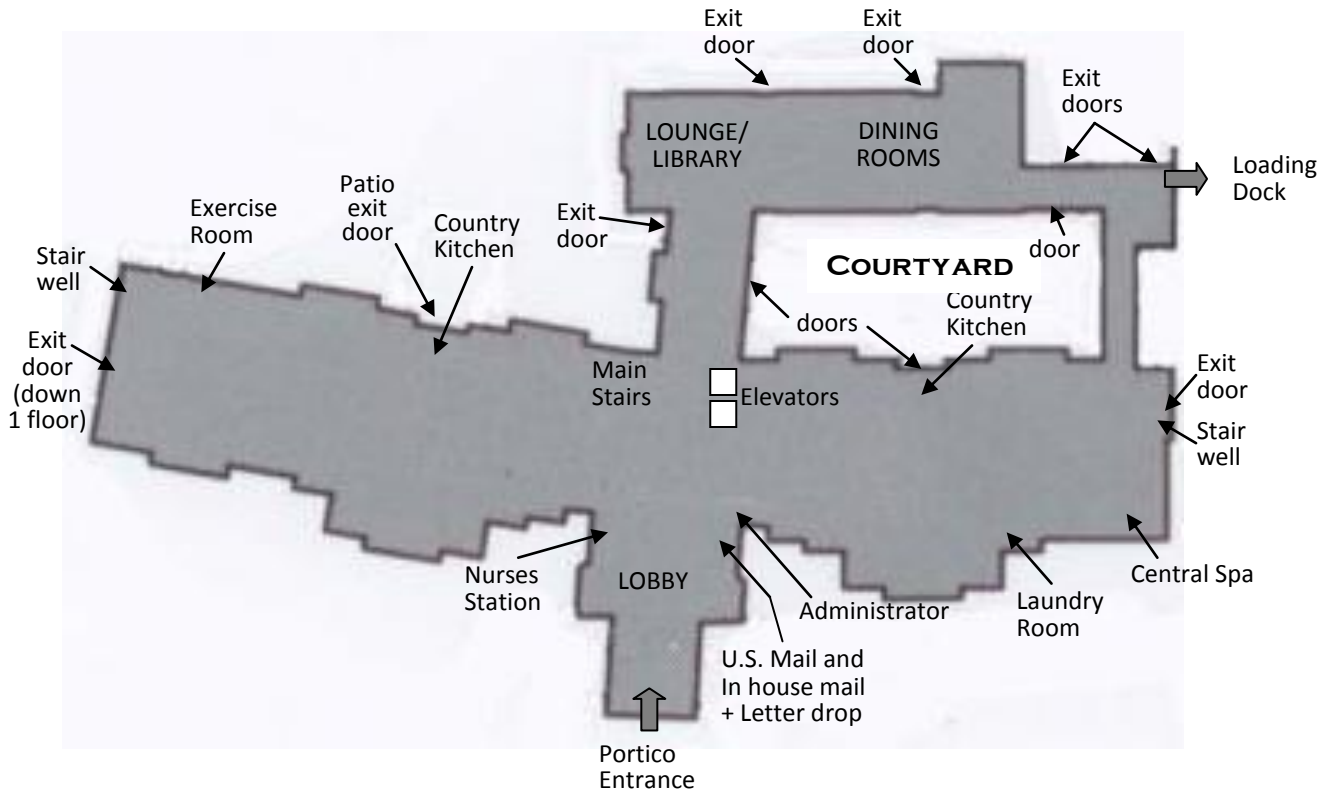 Exit
door
Exit
door
Exit
doors
Loading
Dock
LOUNGE/
LIBRARY
DINING
ROOMS
Patio
exit
door
Exercise
Room
Country
Kitchen
Exit
door
Stair
well
door
COURTYARD
Country
Kitchen
doors
Exit
door
(down
1 floor)
Main
Stairs
Elevators
Exit
door
Stair
well
Nurses
Station
LOBBY
Administrator
Laundry
Room
Central Spa
U.S. Mail and
In house mail
+ Letter drop
Portico
Entrance